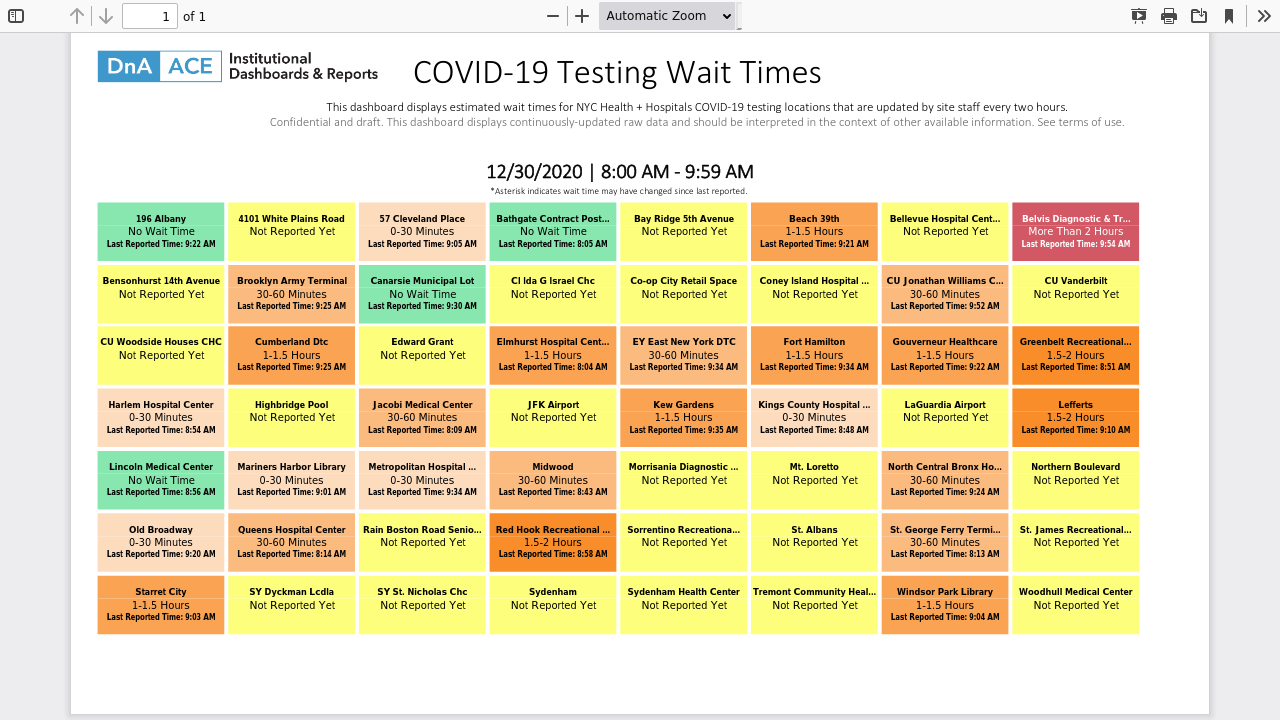 1 of 1
Automatic Zoom
DnA ACE Institutional
Dashboards & Reports
COVID-19 Testing Wait Times
This dashboard displays estimated wait times for NYC Health + Hospitals COVID-19 testing locations that are updated by site staff every two hours.
Confidential and draft. This dashboard displays continuously-updated raw data and should be interpreted in the context of other available information. See terms of use.
12/30/2020 | 8:00 AM - 9:59 AM
*Asterisk indicates wait time may have changed since last reported.
196 Albany
No Wait Time
Last Reported Time: 9:22 AM
4101 White Plains Road
Not Reported Yet
57 Cleveland Place
0-30 Minutes
Last Reported Time: 9:05 AM
Bathgate Contract Post...
No Wait Time
Last Reported Time: 8:05 AM
Bay Ridge 5th Avenue
Not Reported Yet
Beach 39th
1-1.5 Hours
Last Reported Time: 9:21 AM
Bellevue Hospital Cent...
Not Reported Yet
Belvis Diagnostic & Tr...
More Than 2 Hours
Last Reported Time: 9:54 AM
Bensonhurst 14th Avenue
Not Reported Yet
Brooklyn Army Terminal
30-60 Minutes
Last Reported Time: 9:25 AM
Canarsie Municipal Lot
No Wait Time
Last Reported Time: 9:30 AM
CI Ida G Israel Chc
Not Reported Yet
Co-op City Retail Space
Not Reported Yet
Coney Island Hospital ...
Not Reported Yet
CU Jonathan Williams C...
30-60 Minutes
Last Reported Time: 9:52 AM
CU Vanderbilt
Not Reported Yet
CU Woodside Houses CHC
Not Reported Yet
Cumberland Dtc
1-1.5 Hours
Last Reported Time: 9:25 AM
Edward Grant
Not Reported Yet
Elmhurst Hospital Cent...
1-1.5 Hours
Last Reported Time: 8:04 AM
EY East New York DTC
30-60 Minutes
Last Reported Time: 9:34 AM
Fort Hamilton
1-1.5 Hours
Last Reported Time: 9:34 AM
Gouverneur Healthcare
1-1.5 Hours
Last Reported Time: 9:22 AM
Greenbelt Recreational...
1.5-2 Hours
Last Reported Time: 8:51 AM
Harlem Hospital Center
0-30 Minutes
Last Reported Time: 8:54 AM
Highbridge Pool
Not Reported Yet
Jacobi Medical Center
30-60 Minutes
Last Reported Time: 8:09 AM
JFK Airport
Not Reported Yet
Kew Gardens
1-1.5 Hours
Last Reported Time: 9:35 AM
Kings County Hospital ...
0-30 Minutes
Last Reported Time: 8:48 AM
LaGuardia Airport
Not Reported Yet
Lefferts
1.5-2 Hours
Last Reported Time: 9:10 AM
Lincoln Medical Center
No Wait Time
Last Reported Time: 8:56 AM
Mariners Harbor Library
0-30 Minutes
Last Reported Time: 9:01 AM
Metropolitan Hospital ...
0-30 Minutes
Last Reported Time: 9:34 AM
Midwood
30-60 Minutes
Last Reported Time: 8:43 AM
Morrisania Diagnostic ...
Not Reported Yet
Mt. Loretto
Not Reported Yet
North Central Bronx Ho...
30-60 Minutes
Last Reported Time: 9:24 AM
Northern Boulevard
Not Reported Yet
Old Broadway
0-30 Minutes
Last Reported Time: 9:20 AM
Queens Hospital Center
30-60 Minutes
Last Reported Time: 8:14 AM
Rain Boston Road Senio...
Not Reported Yet
Red Hook Recreational ...
1.5-2 Hours
Last Reported Time: 8:58 AM
Sorrentino Recreationa...
Not Reported Yet
St. Albans
Not Reported Yet
St. George Ferry Termi...
30-60 Minutes
Last Reported Time: 8:13 AM
St. James Recreational...
Not Reported Yet
Starret City
1-1.5 Hours
Last Reported Time: 9:03 AM
SY Dyckman Lcdla
Not Reported Yet
SY St. Nicholas Chc
Not Reported Yet
Sydenham
Not Reported Yet
Sydenham Health Center
Not Reported Yet
Tremont Community Heal...
Not Reported Yet
Windsor Park Library
1-1.5 Hours
Last Reported Time: 9:04 AM
Woodhull Medical Center
Not Reported Yet